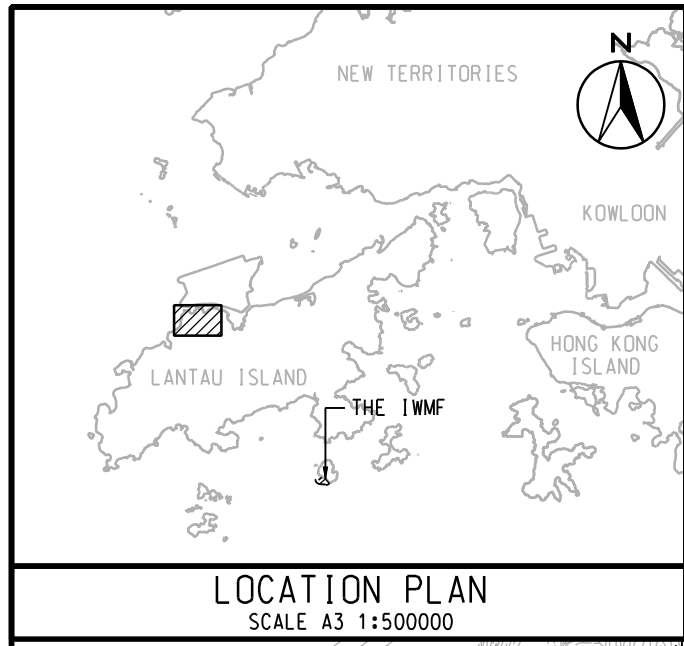 N
NEW TERRITORIES
KOWLOON
HONG KONG
ISLAND
LANTAU ISLAND
THE IWMF
LOCATION PLAN
SCALE A3 1:500000